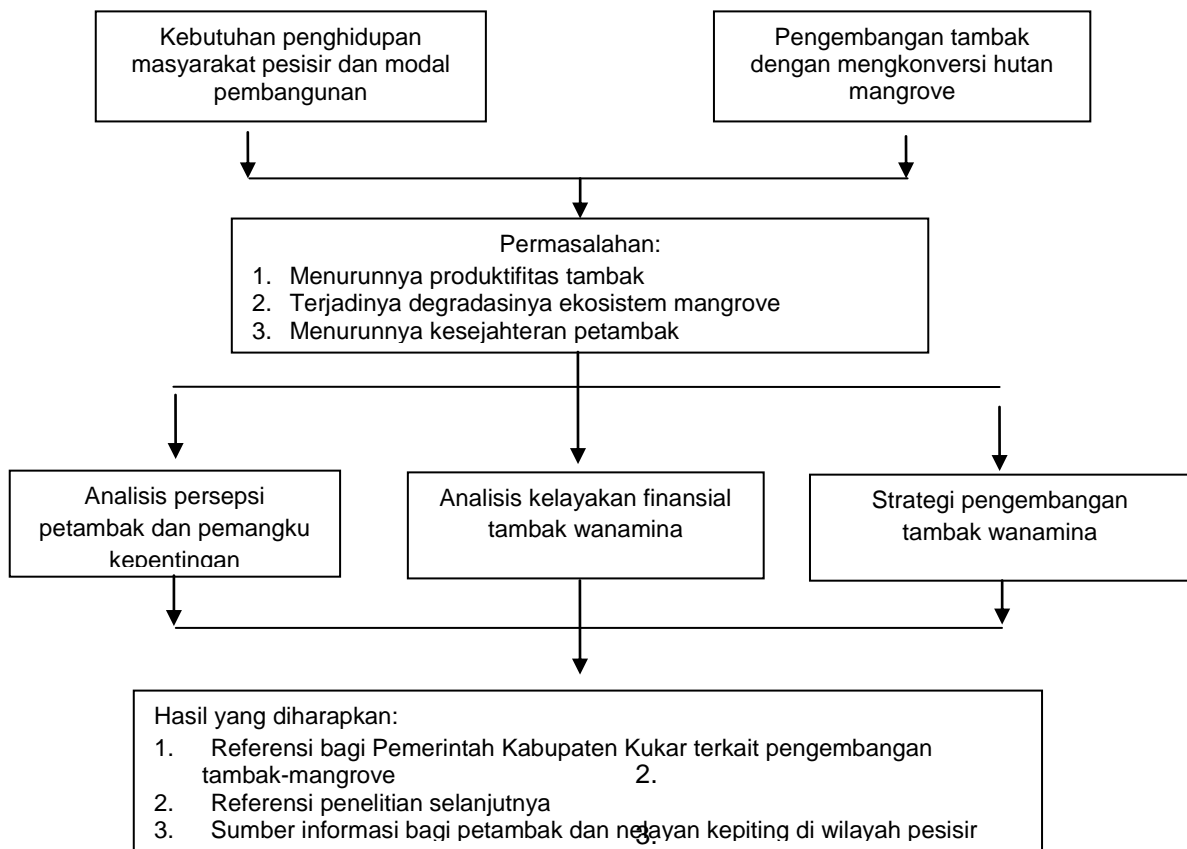 Kebutuhan penghidupan
masyarakat pesisir dan modal
pembangunan
Pengembangan tambak
dengan mengkonversi hutan
mangrove
Permasalahan:
1. Menurunnya produktifitas tambak
2. Terjadinya degradasinya ekosistem mangrove
3. Menurunnya kesejahteran petambak
Analisis persepsi
petambak dan pemangku
kepentingan
Analisis kelayakan finansial
tambak wanamina
Strategi pengembangan
tambak wanamina
Hasil yang diharapkan:
1. Referensi bagi Pemerintah Kabupaten Kukar terkait pengembangan
tambak-mangrove
2.
2. Referensi penelitian selanjutnya
3. Sumber informasi bagi petambak dan nelayan kepiting di wilayah pesisir
3.